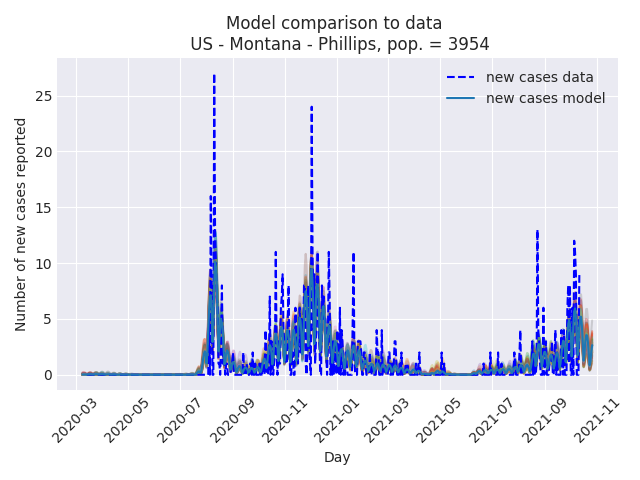 Model comparison to data
US - Montana - Phillips, pop. = 3954
new cases data
new cases model
Number of new cases reported
25
20
15
10
5
0
2020-03
2020-05
2020-07
2020-09
2020-11
2021-01
2021-03
2021-05
2021-07
2021-09
2021-11
Day